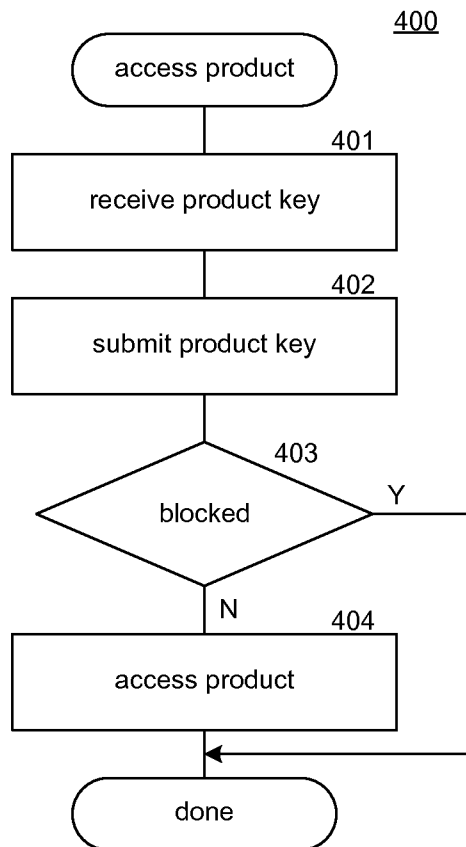 400
access product
401
receive product key
402
submit product key
403
blocked
Y
N
404
access product
done